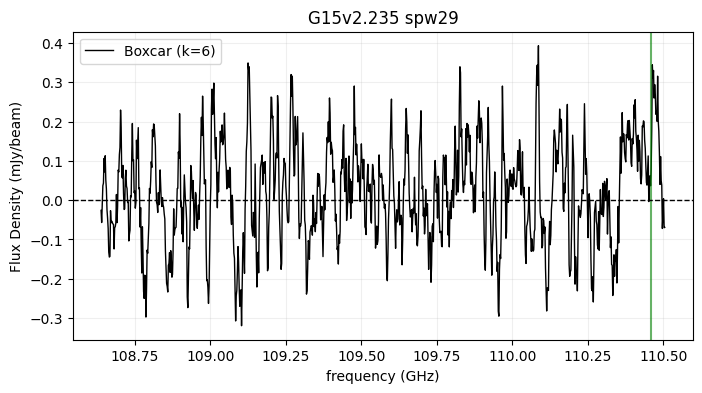 G15v2.235 spw29
Boxcar (k=6)
Flux Density (mJy/beam)
0.4
0.3
0.2
0.1
0.0
−0.1
−0.2
−0.3
108.75 109.00 109.25 109.50 109.75 110.00 110.25 110.50
frequency (GHz)